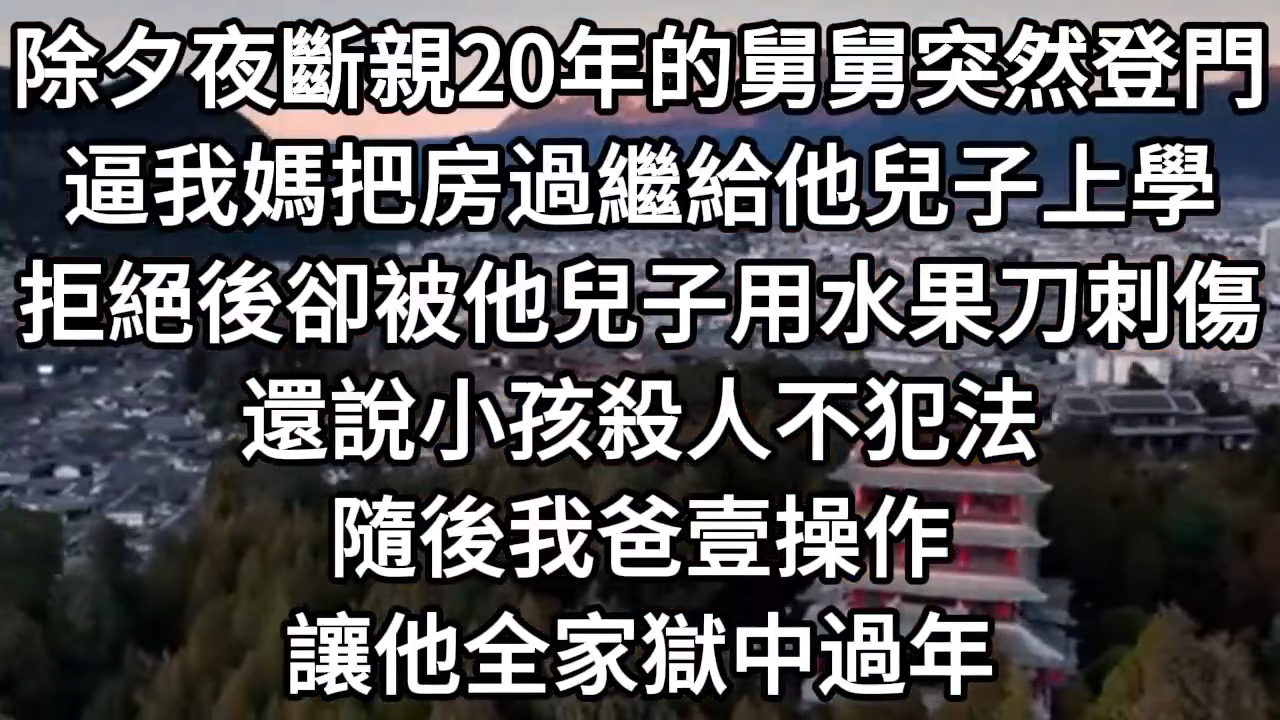 除夕夜斷親20年的舅舅突然登門
逼我媽把房過繼給他兒子上學
拒絕後卻被他兒子用水果刀刺傷
還說小孩殺人不犯法
隨後我爸壹操作
讓他全家獄中過年